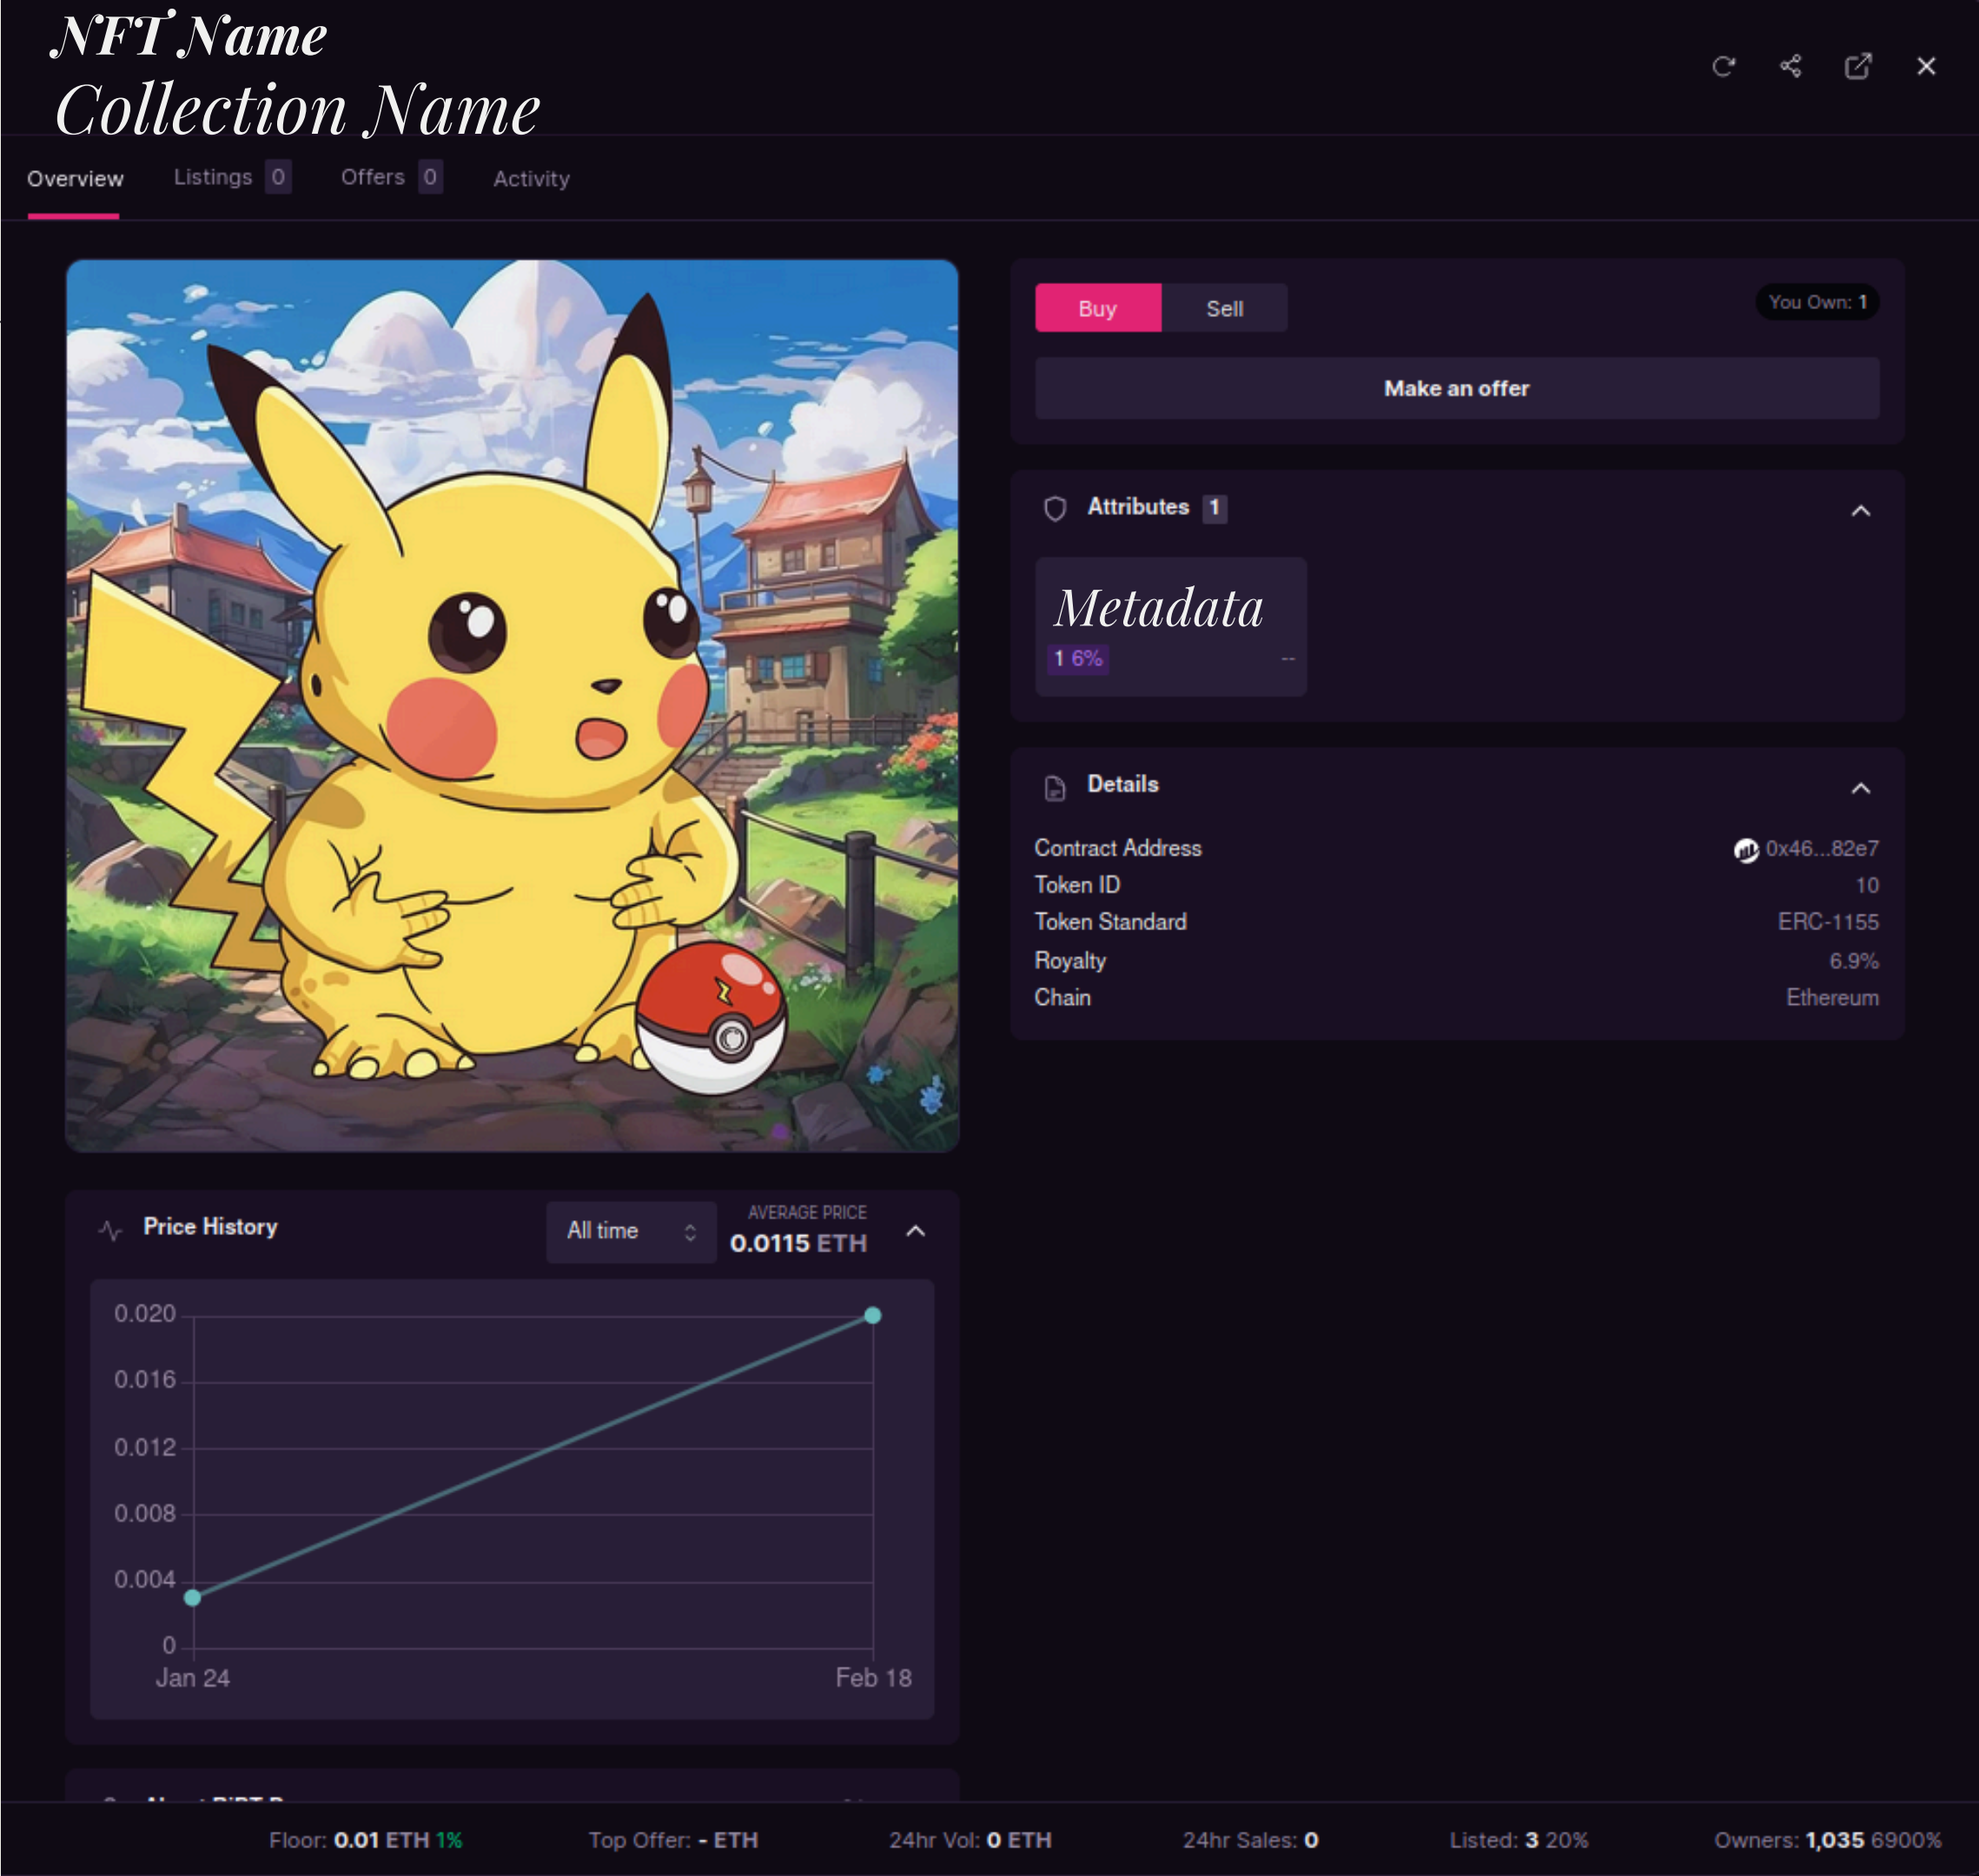 NFT Name
Collection Name
Overview Listings 0 Offers 0 Activity
Buy Sell You Own: 1
Make an offer
Attributes 1
Metadata
1 6% --
Details
Contract Address 0x46...82e7
Token ID 10
Token Standard ERC-1155
Royalty 6.9%
Chain Ethereum
Price History All time AVERAGE PRICE
0.0115 ETH
0.020
0.016
0.012
0.008
0.004
0
Jan 24 Feb 18
Floor: 0.01 ETH 1% Top Offer: - ETH 24hr Vol: 0 ETH 24hr Sales: 0 Listed: 3 20% Owners: 1,035 6900%